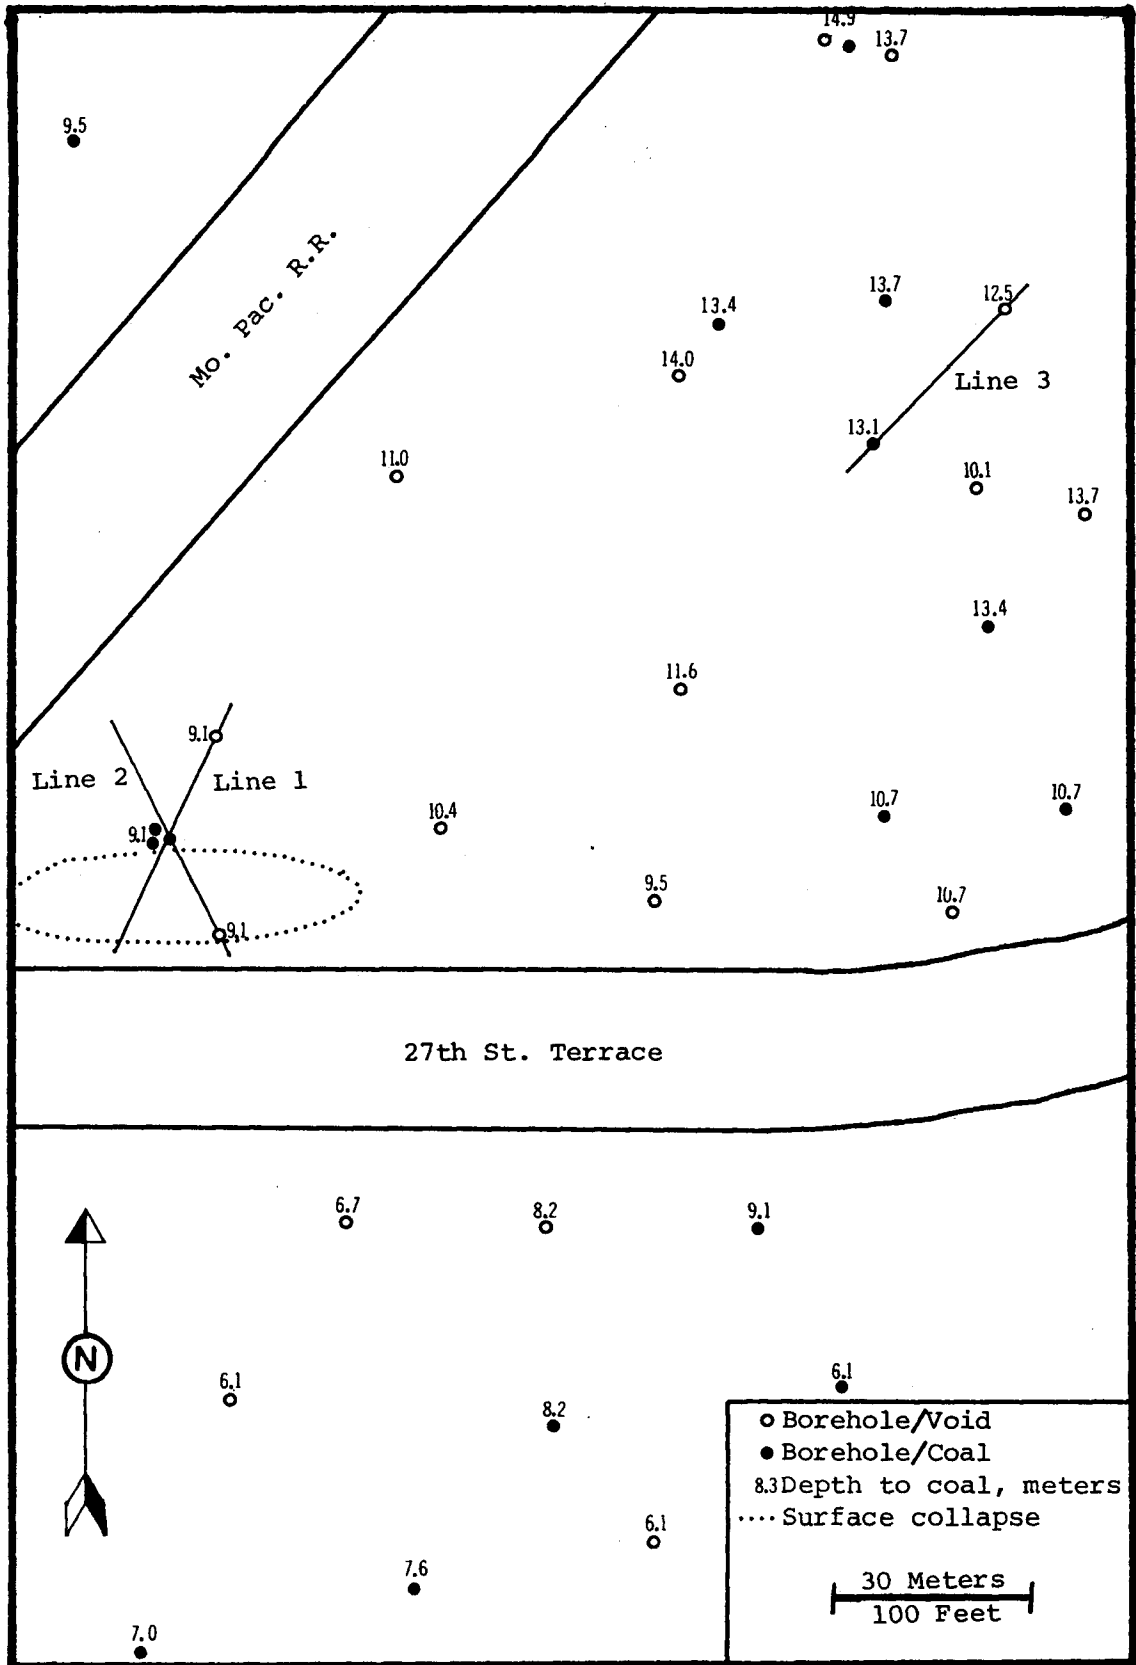 14.9
13.7
9.5
Mo. Pac. R.R.
13.7
12.5
13.4
14.0
Line 3
13.1
11.0
10.1
13.7
13.4
11.6
9.1
Line 2
Line 1
10.7
10.7
10.4
9.1
9.5
10.7
9.1
27th St. Terrace
6.7
8.2
9.1
N
6.1
6.1
8.2
Borehole/Void
Borehole/Coal
8.3 Depth to coal, meters
.... Surface collapse
6.1
7.6
30 Meters
100 Feet
7.0